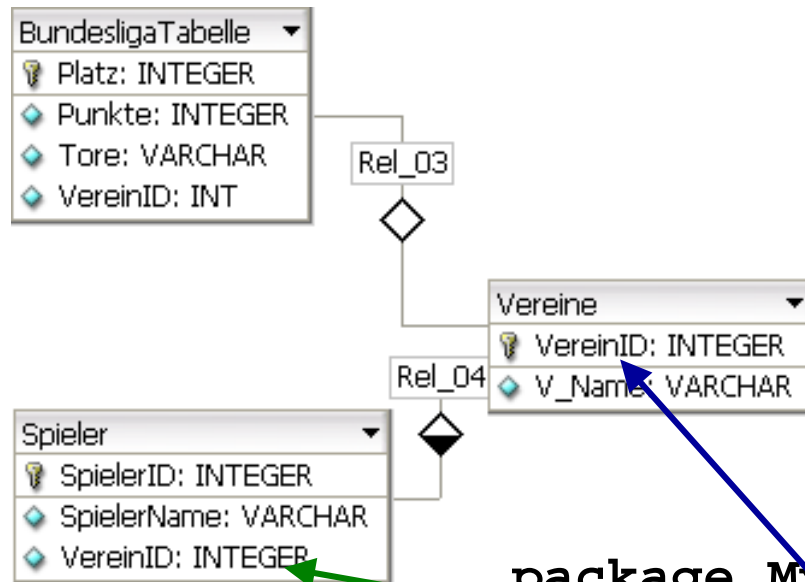 BundesligaTabelle
Platz: INTEGER
Punkte: INTEGER
Tore: VARCHAR
VereinID: INT
Rel_03
Vereine
VereinID: INTEGER
V_Name: VARCHAR
Rel_04
Spieler
SpielerID: INTEGER
SpielerName: VARCHAR
VereinID: INTEGER
package